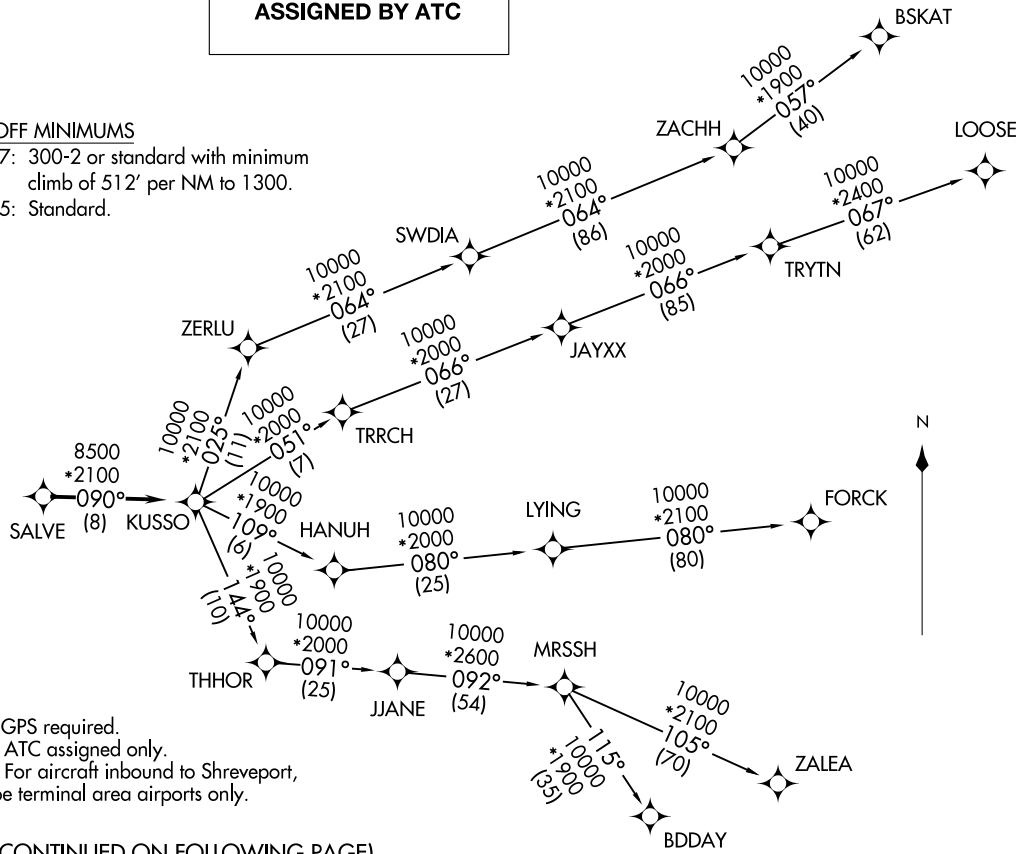 ASSIGNED BY ATC
BSKAT
10000
*1900
057°
(40)
ZACHH
LOOSE
OFF MINIMUMS
7: 300-2 or standard with minimum
climb of 512' per NM to 1300.
5: Standard.
10000
*2400
067°
(62)
10000
*2100
064°
(86)
SWDIA
TRYTN
10000
*2000
066°
(85)
10000
*2100
064°
(27)
ZERLU
JAYXX
10000
*2000
066°
(27)
TRRCH
10000
*2100
025°
(11)
10000
*2000
051°
(7)
N
8500
*2100
090°
(8)
SALVE
KUSSO
10000
*1900
109°
(6)
HANUH
10000
*2000
080°
(25)
LYING
10000
*2100
080°
(80)
FORCK
10000
*1900
144°
(10)
THHOR
10000
*2000
091°
(25)
JJANE
10000
*2600
092°
(54)
MRSSH
10000
*2100
105°
(70)
ZALEA
115°
10000
*1900
(35)
BDDAY
GPS required.
ATC assigned only.
For aircraft inbound to Shreveport,
terminal area airports only.
CONTINUED ON FOLLOWING PAGE)